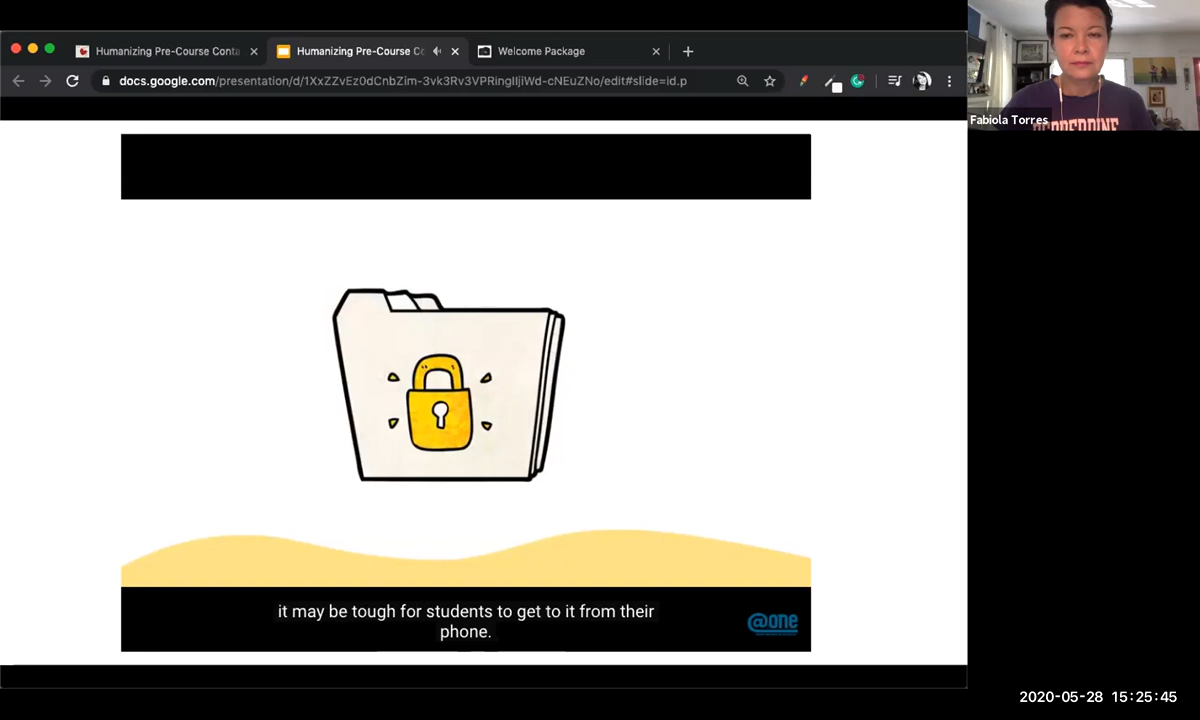 Humanizing Pre-Course Conta
Humanizing Pre-Course Co
Welcome Package
docs.google.com/presentation/d/1XxZZvEz0dCnbZim-3vk3Rv3VPRingIIjiWd-cNEuZNo/edit#slide=id.p
Fabiola Torres
PEPPERDINE
it may be tough for students to get to it from their
phone.
@one
2020-05-28 15:25:45